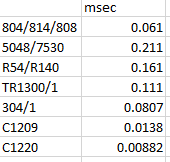 msec
804/814/808 0.061
5048/7530 0.211
R54/R140 0.161
TR1300/1 0.111
304/1 0.0807
C1209 0.0138
C1220 0.00882